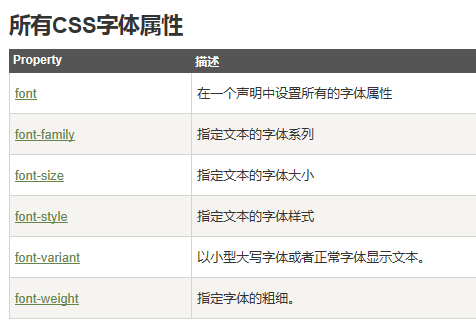 所有CSS字体属性
Property 描述
font 在一个声明中设置所有的字体属性
font-family 指定文本的字体系列
font-size 指定文本的字体大小
font-style 指定文本的字体样式
font-variant 以小型大写字体或者正常字体显示文本。
font-weight 指定字体的粗细。